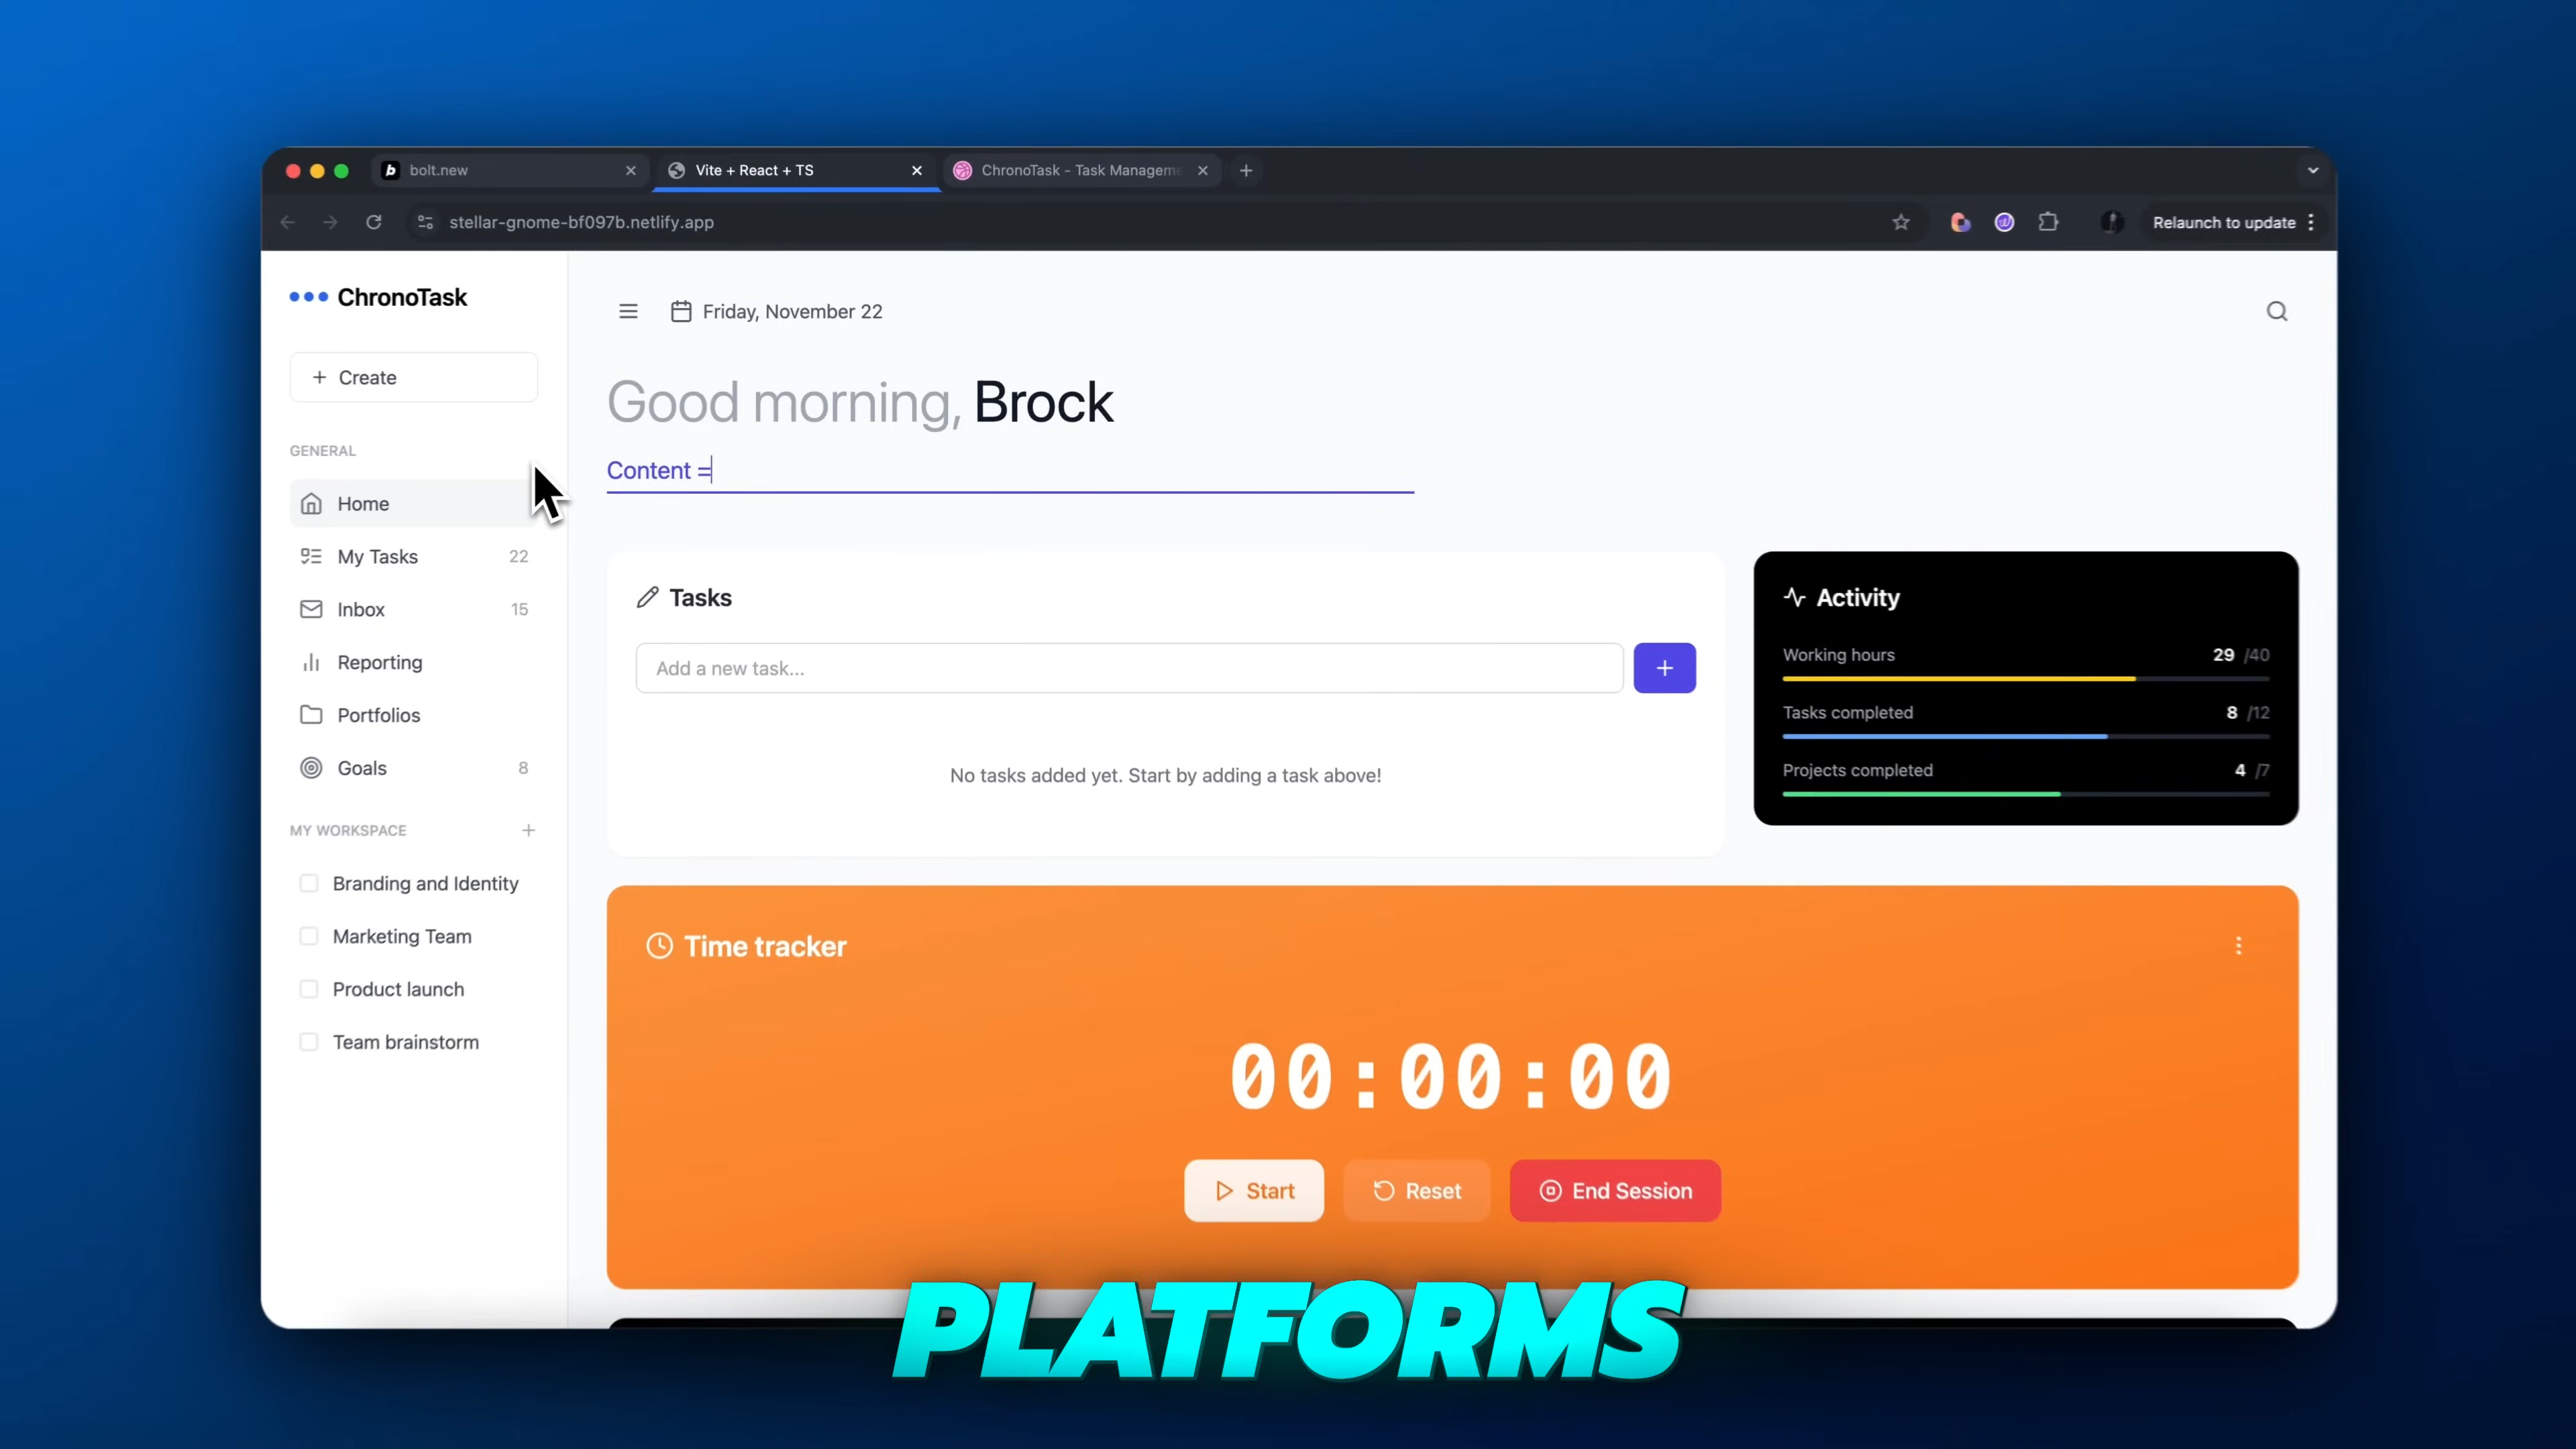 bolt.new
Vite + React + TS
ChronoTask - Task Manageme
stellar-gnome-bf097b.netlify.app
Relaunch to update
ChronoTask
Create
GENERAL
Home
My Tasks 22
Inbox 15
Reporting
Portfolios
Goals 8
MY WORKSPACE
Branding and Identity
Marketing Team
Product launch
Team brainstorm
Friday, November 22
Good morning, Brock
Content =
Tasks
Add a new task...
No tasks added yet. Start by adding a task above!
Activity
Working hours 29 /40
Tasks completed 8 /12
Projects completed 4 /7
Time tracker
00:00:00
Start
Reset
End Session
PLATFORMS